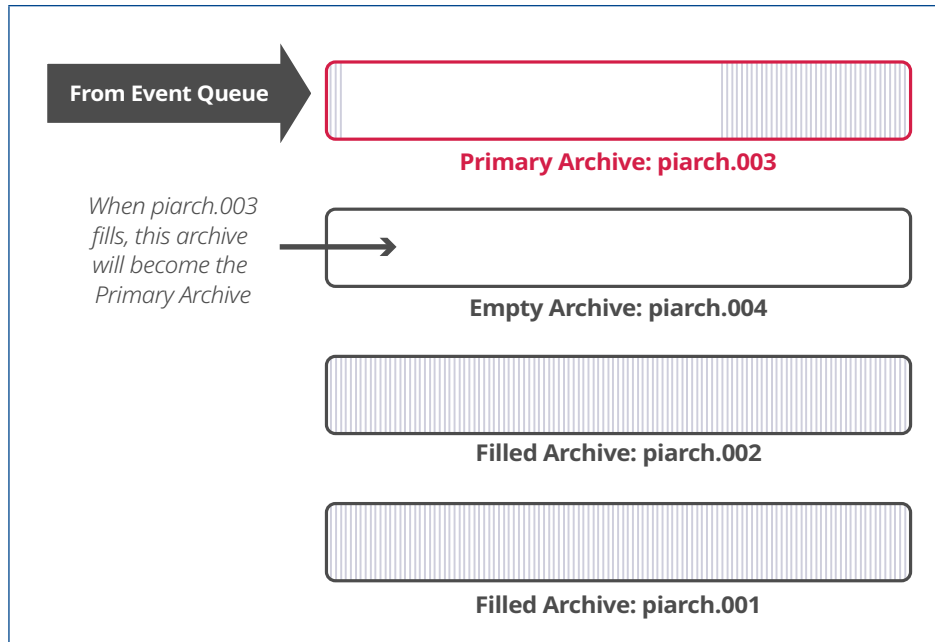 From Event Queue
Primary Archive: piarch.003
When piarch.003
fills, this archive
will become the
Primary Archive
Empty Archive: piarch.004
Filled Archive: piarch.002
Filled Archive: piarch.001